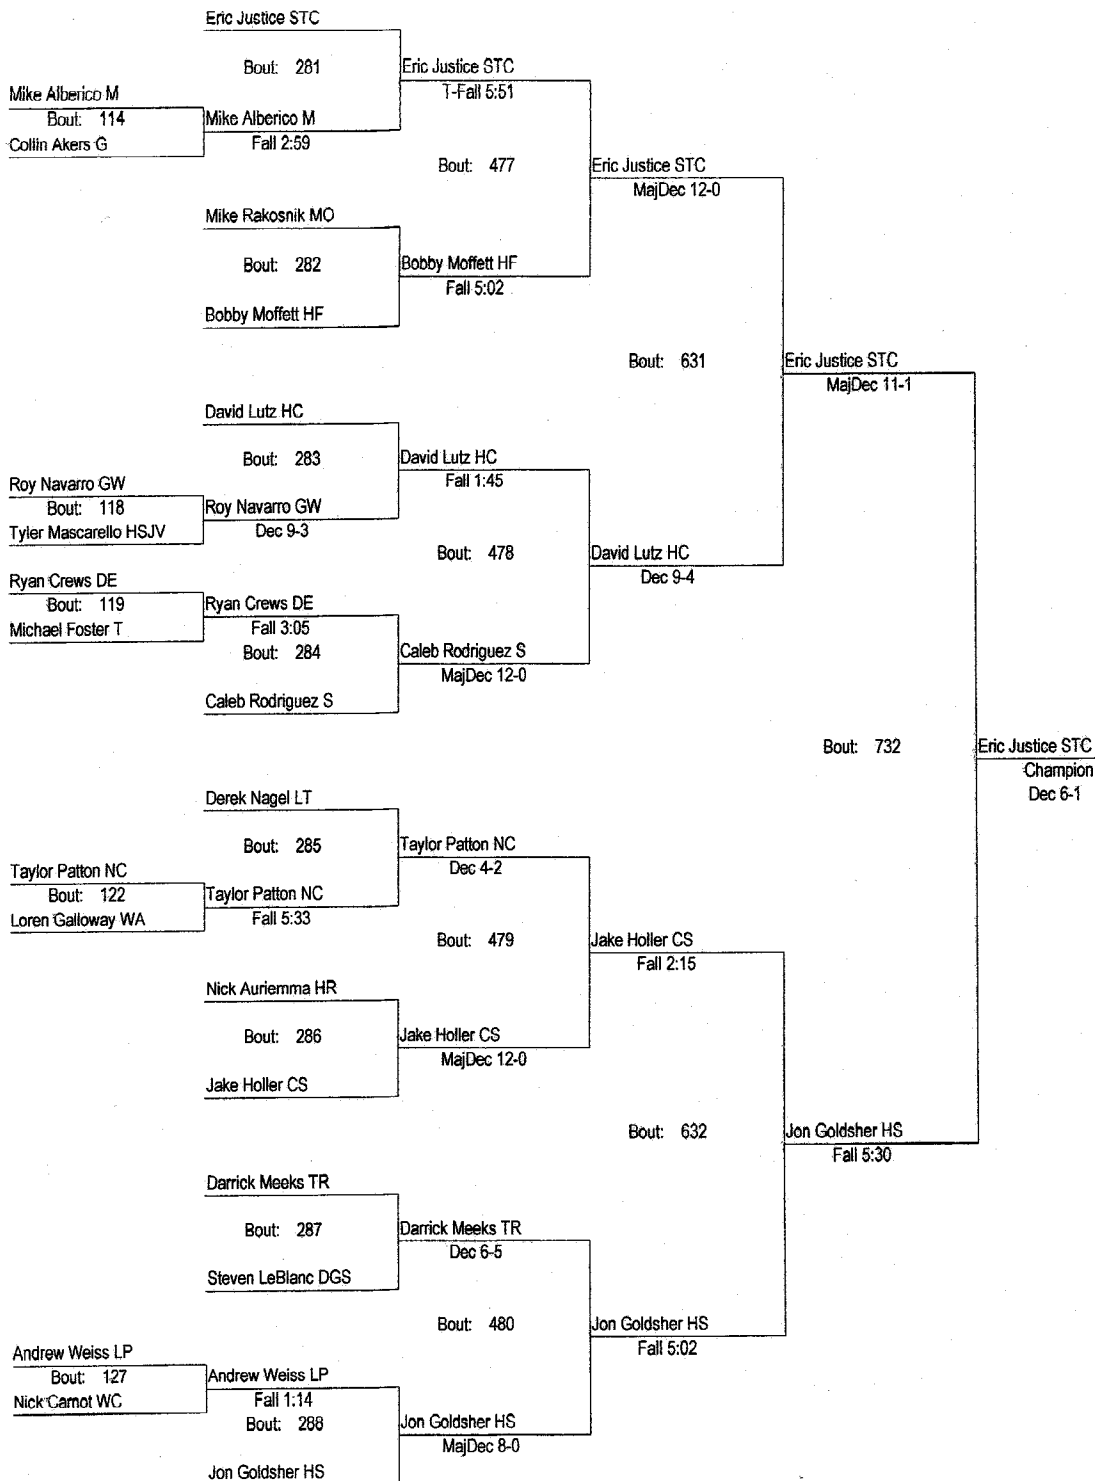 Eric Justice STC
Bout: 281
Eric Justice STC
T-Fall 5:51
Mike Alberico M
Bout: 114
Collin Akers G
Mike Alberico M
Fall 2:59
Bout: 477
Eric Justice STC
MajDec 12-0
Mike Rakosnik MO
Bout: 282
Bobby Moffett HF
Fall 5:02
Bobby Moffett HF
Bout: 631
Eric Justice STC
MajDec 11-1
David Lutz HC
Bout: 283
David Lutz HC
Fall 1:45
Roy Navarro GW
Bout: 118
Tyler Mascarello HSJV
Roy Navarro GW
Dec 9-3
Bout: 478
David Lutz HC
Dec 9-4
Ryan Crews DE
Bout: 119
Michael Foster T
Ryan Crews DE
Fall 3:05
Bout: 284
Caleb Rodriguez S
MajDec 12-0
Caleb Rodriguez S
Bout: 732
Eric Justice STC
Champion
Dec 6-1
Derek Nagel LT
Bout: 285
Taylor Patton NC
Dec 4-2
Taylor Patton NC
Bout: 122
Loren Galloway WA
Taylor Patton NC
Fall 5:33
Bout: 479
Jake Holler CS
Fall 2:15
Nick Auriemma HR
Bout: 286
Jake Holler CS
MajDec 12-0
Jake Holler CS
Bout: 632
Jon Goldsher HS
Fall 5:30
Darrick Meeks TR
Bout: 287
Darrick Meeks TR
Dec 6-5
Steven LeBlanc DGS
Bout: 480
Jon Goldsher HS
Fall 5:02
Andrew Weiss LP
Bout: 127
Nick Carnot WC
Andrew Weiss LP
Fall 1:14
Bout: 288
Jon Goldsher HS
MajDec 8-0
Jon Goldsher HS